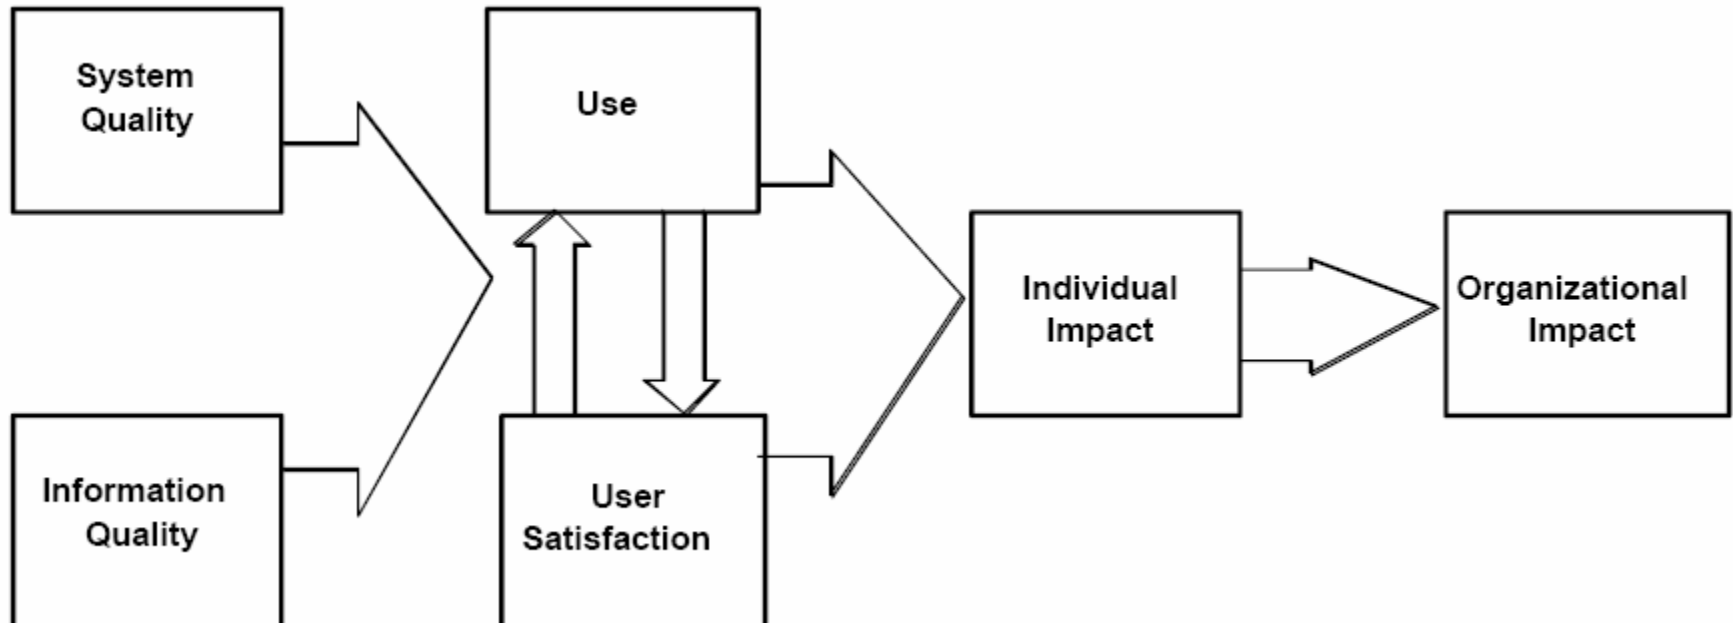 System
Quality
Use
Individual
Impact
Organizational
Impact
Information
Quality
User
Satisfaction